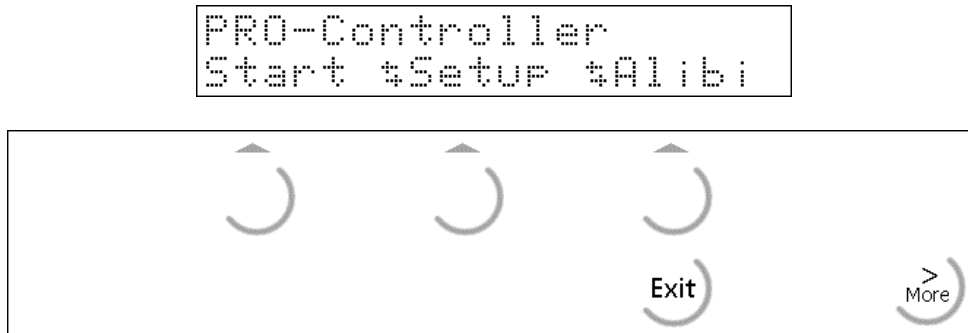 PRO-Controller
Start ⇆Setup ⇆Alibi
Exit
>
More